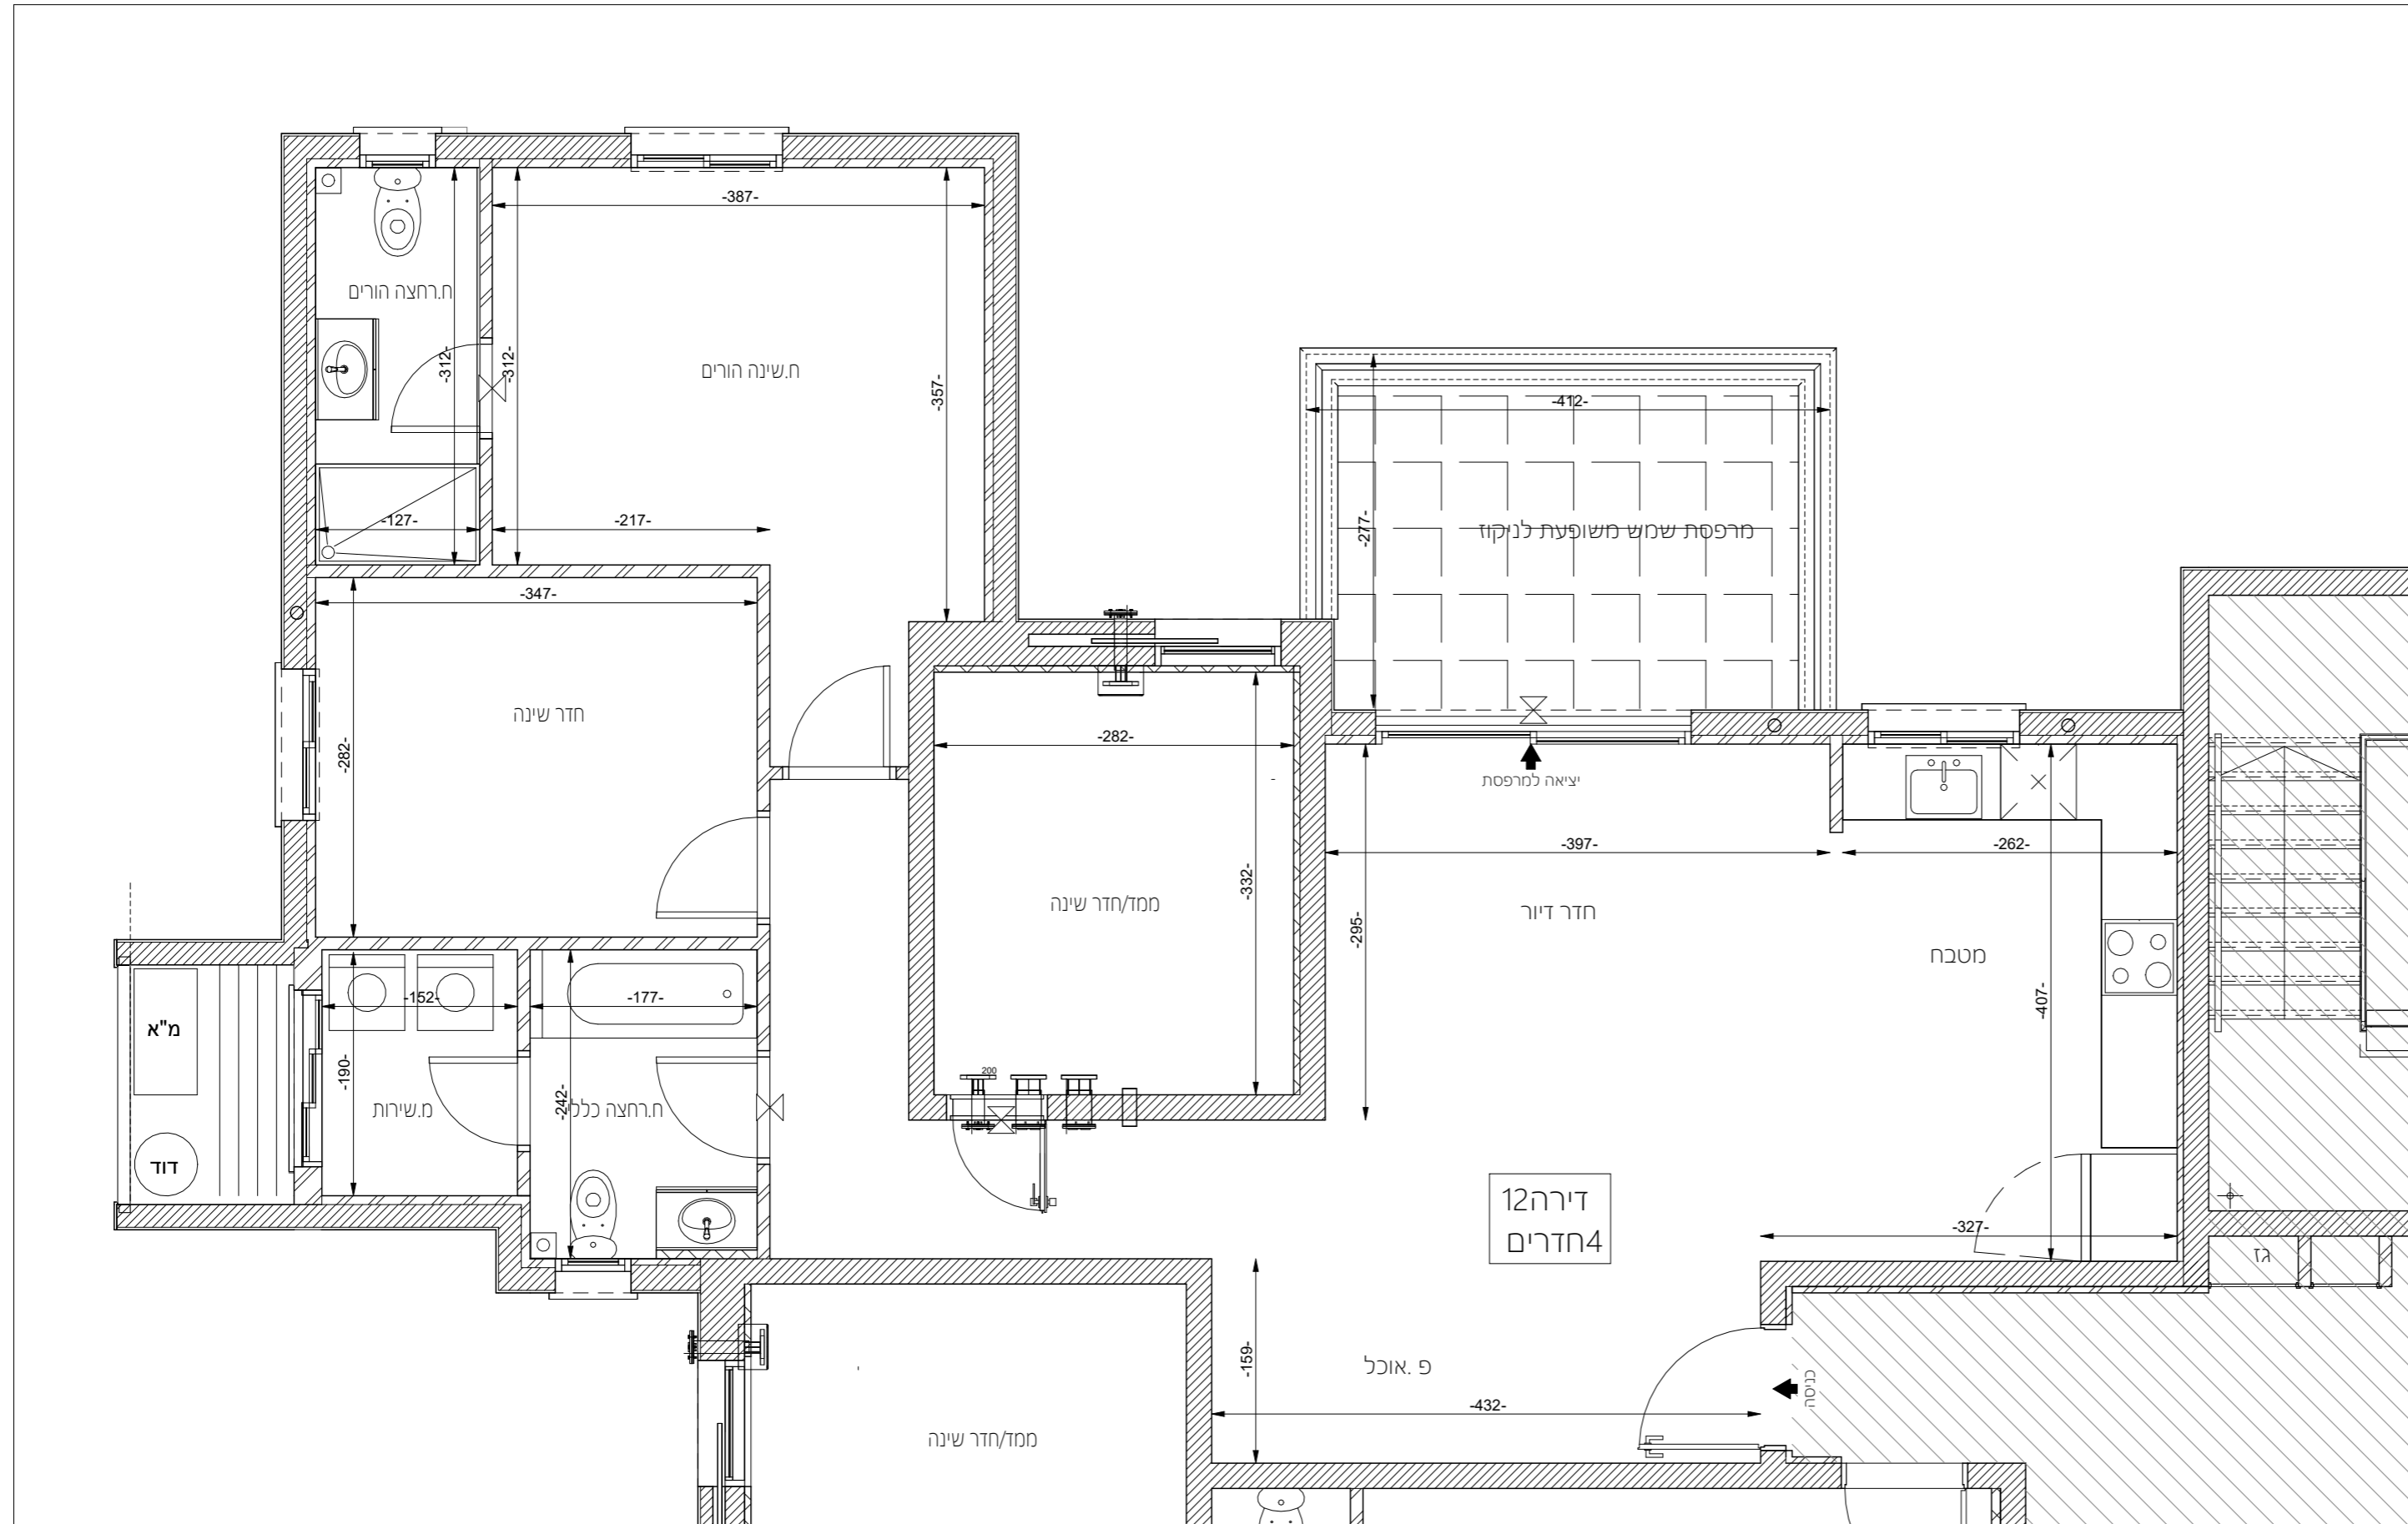 -387-
ח.רחצה הורים
-312-
-312-
ח.שינה הורים
-357-
-127-
-217-
-412-
-277-
מרפסת שמש משופעת לניקוז
-347-
חדר שינה
-282-
-282-
יציאה למרפסת
-397-
-262-
-332-
ממד/חדר שינה
-295-
חדר דיור
מטבח
-407-
מ"א
-152-
-177-
-190-
מ.שירות
-242-
ח.רחצה כללי
דוד
200
דירה12
4חדרים
-327-
גז
-159-
פ .אוכל
כניסה
-432-
ממד/חדר שינה